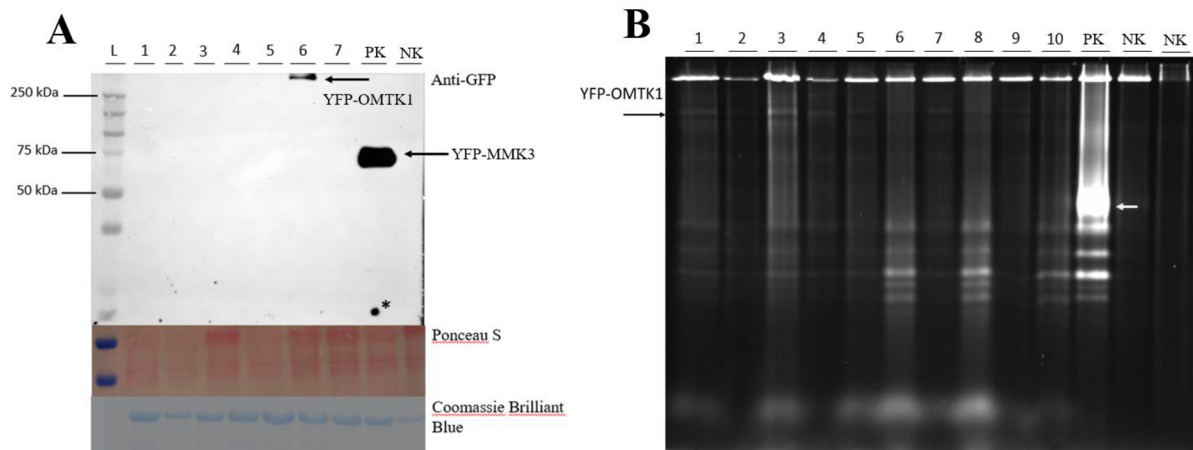 A
L 1 2 3 4 5 6 7 PK NK
Anti-GFP
YFP-OMTK1
250 kDa
75 kDa
YFP-MMK3
50 kDa
*
Ponceau S
Coomassie Brilliant
Blue
B
1 2 3 4 5 6 7 8 9 10 PK NK NK
YFP-OMTK1